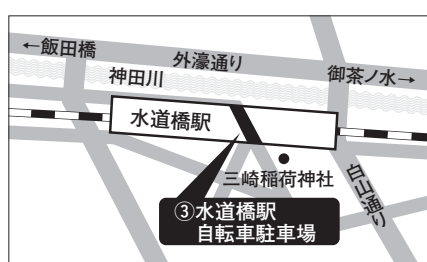 ←飯田橋
外濠通り
神田川
御茶ノ水→
水道橋駅
三崎稲荷神社
白山通り
③水道橋駅
自転車駐車場